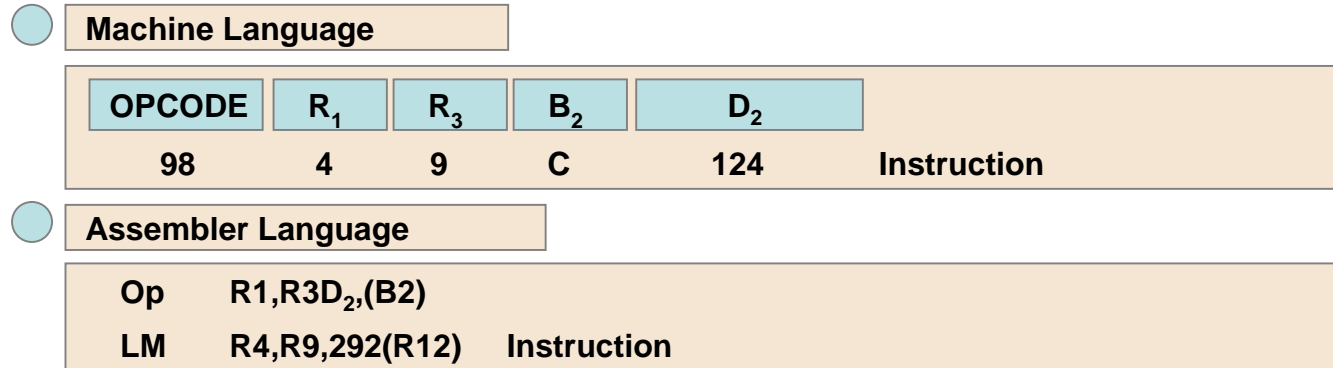 Machine Language
OPCODE R1 R3 B2 D2
98 4 9 C 124 Instruction
Assembler Language
Op R1,R3D2,(B2)
LM R4,R9,292(R12) Instruction